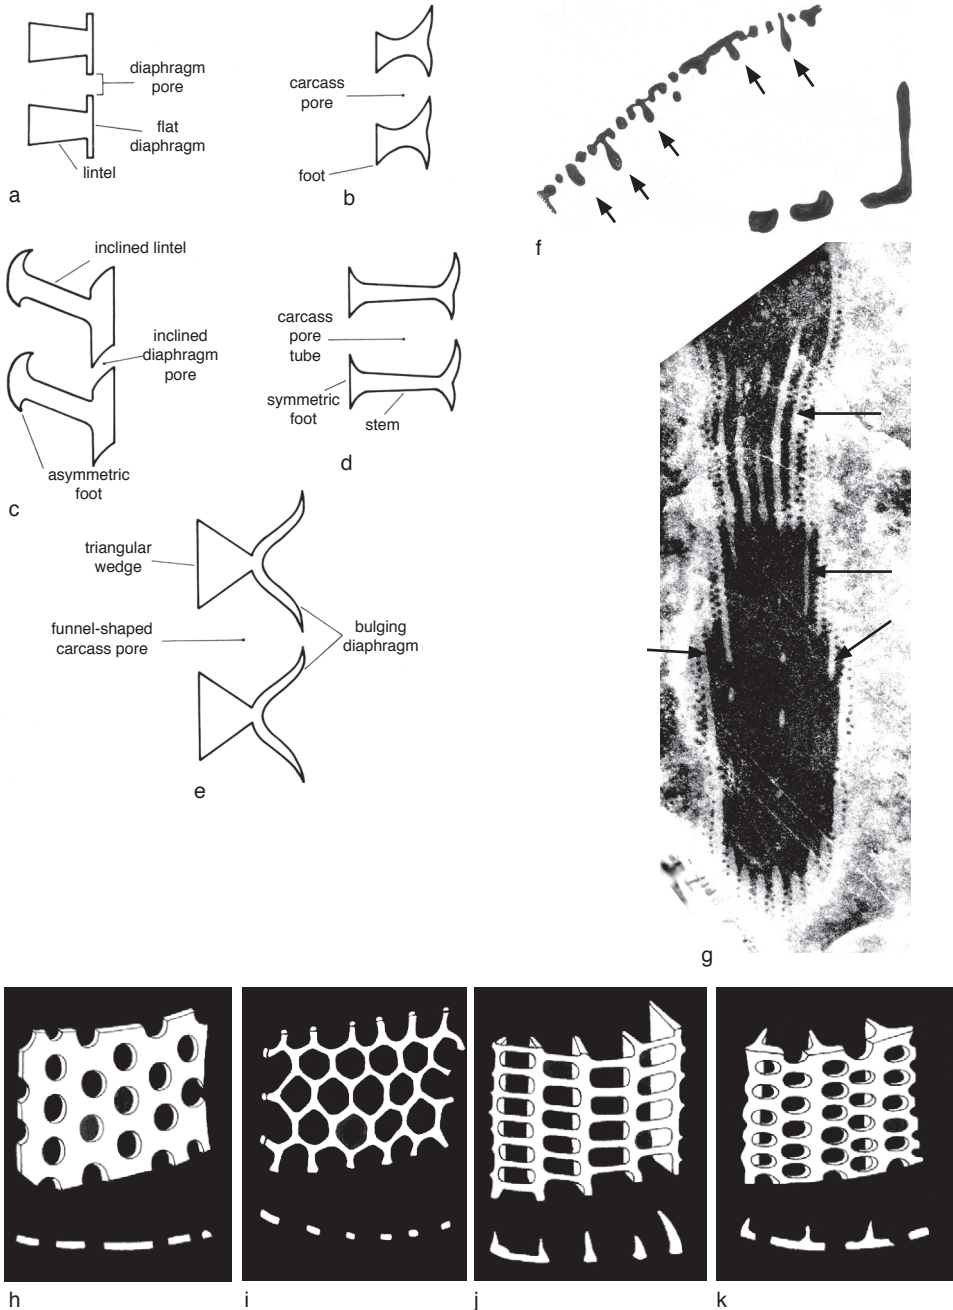 diaphragm
pore
flat
diaphragm
lintel
a
carcass
pore
foot
b
f
inclined lintel
inclined
diaphragm
pore
asymmetric
foot
c
carcass
pore
tube
symmetric
foot
stem
d
triangular
wedge
funnel-shaped
carcass pore
bulging
diaphragm
e
g
h
i
j
k